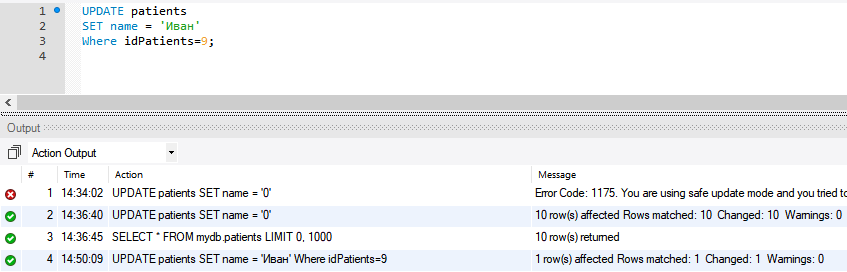 1 UPDATE patients
2 SET name = 'Иван'
3 Where idPatients=9;
4
Output
Action Output
# Time Action Message
1 14:34:02 UPDATE patients SET name = '0' Error Code: 1175. You are using safe update mode and you tried to
2 14:36:40 UPDATE patients SET name = '0' 10 row(s) affected Rows matched: 10 Changed: 10 Warnings: 0
3 14:36:45 SELECT * FROM mydb.patients LIMIT 0, 1000 10 row(s) returned
4 14:50:09 UPDATE patients SET name = 'Иван' Where idPatients=9 1 row(s) affected Rows matched: 1 Changed: 1 Warnings: 0